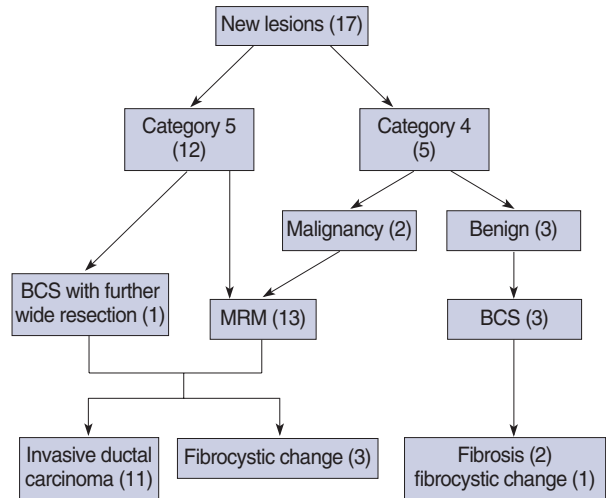 New lesions (17)
Category 5
(12)
Category 4
(5)
Malignancy (2)
Benign (3)
BCS with further
wide resection (1)
MRM (13)
BCS (3)
Invasive ductal
carcinoma (11)
Fibrocystic change (3)
Fibrosis (2)
fibrocystic change (1)